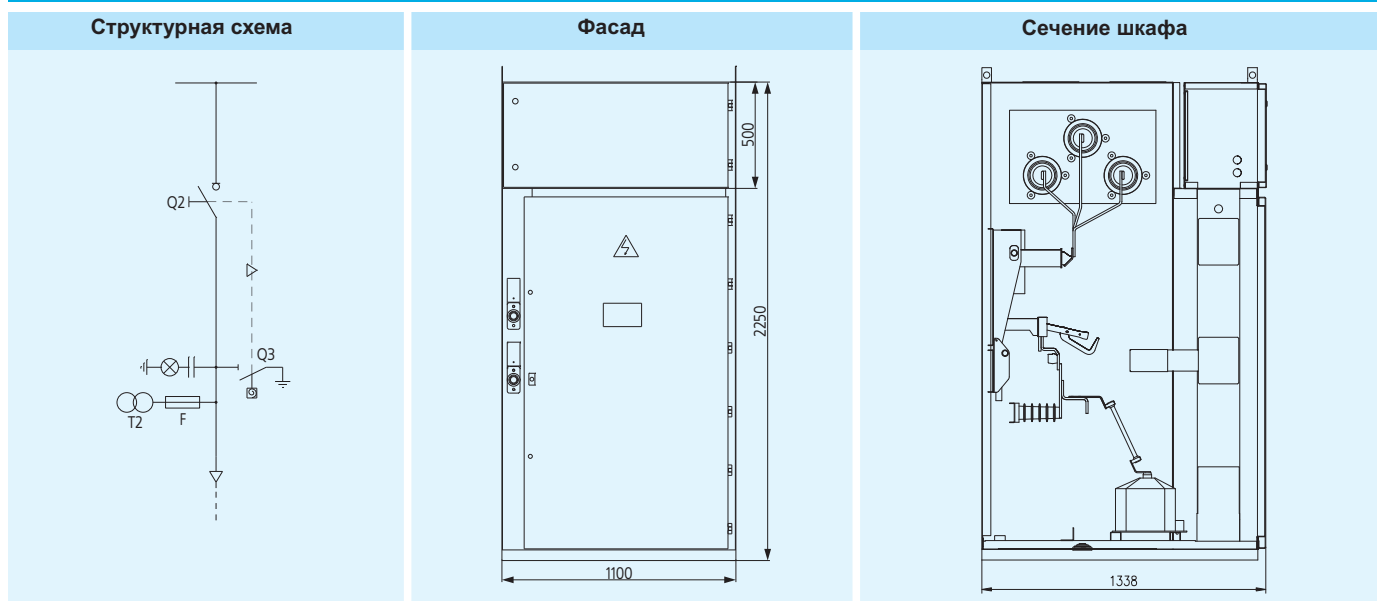 Структурная схема
Фасад
Сечение шкафа
Q2
Q3
T2
F
500
2250
1100
1338